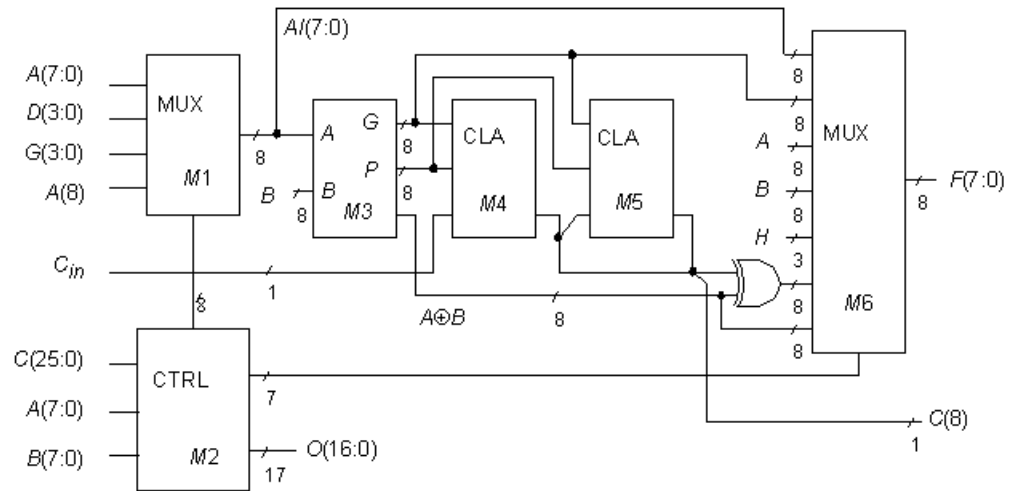 AI(7:0)
A(7:0)
D(3:0)
G(3:0)
A(8)
MUX
M1
8
A
B
8
G
P
M3
8
8
CLA
M4
CLA
M5
8
8
A
8
B
8
H
3
8
8
MUX
M6
F(7:0)
8
Cin
1
A⊕B
8
8
C(25:0)
A(7:0)
B(7:0)
CTRL
M2
7
O(16:0)
17
C(8)
1